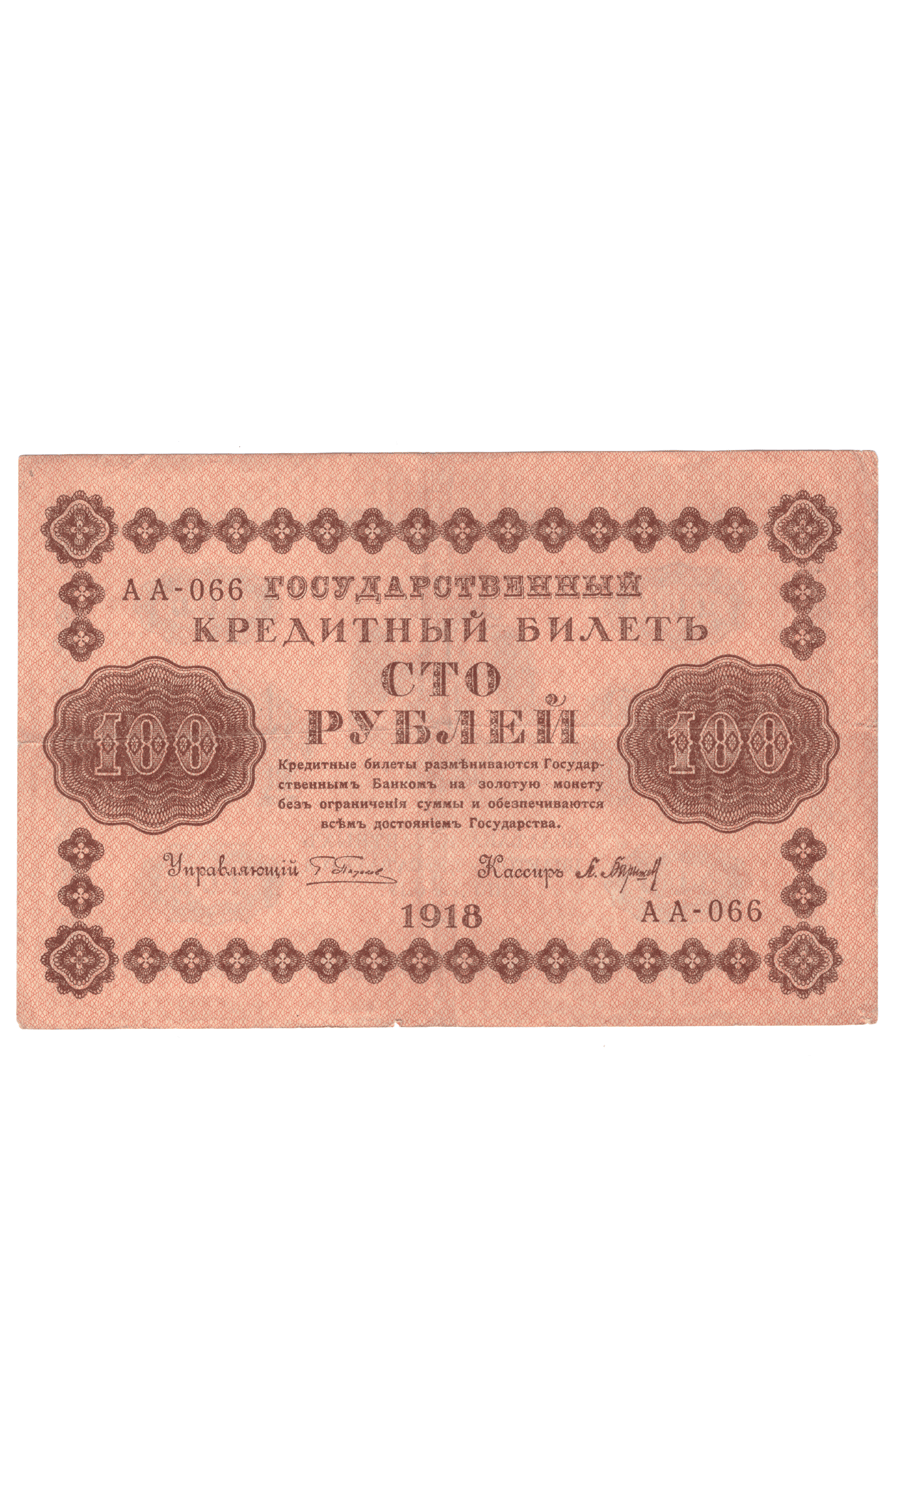 АА-066 ГОСУДАРСТВЕННЫЙ
КРЕДИТНЫЙ БИЛЕТЪ
СТО
РУБЛЕЙ
100 100
Кредитные билеты размѣниваются Государ-
ственнымъ Банкомъ на золотую монету
безъ ограниченія суммы и обезпечиваются
всѣмъ достояніемъ Государства.
Управляющій Кассиръ
1918 АА-066